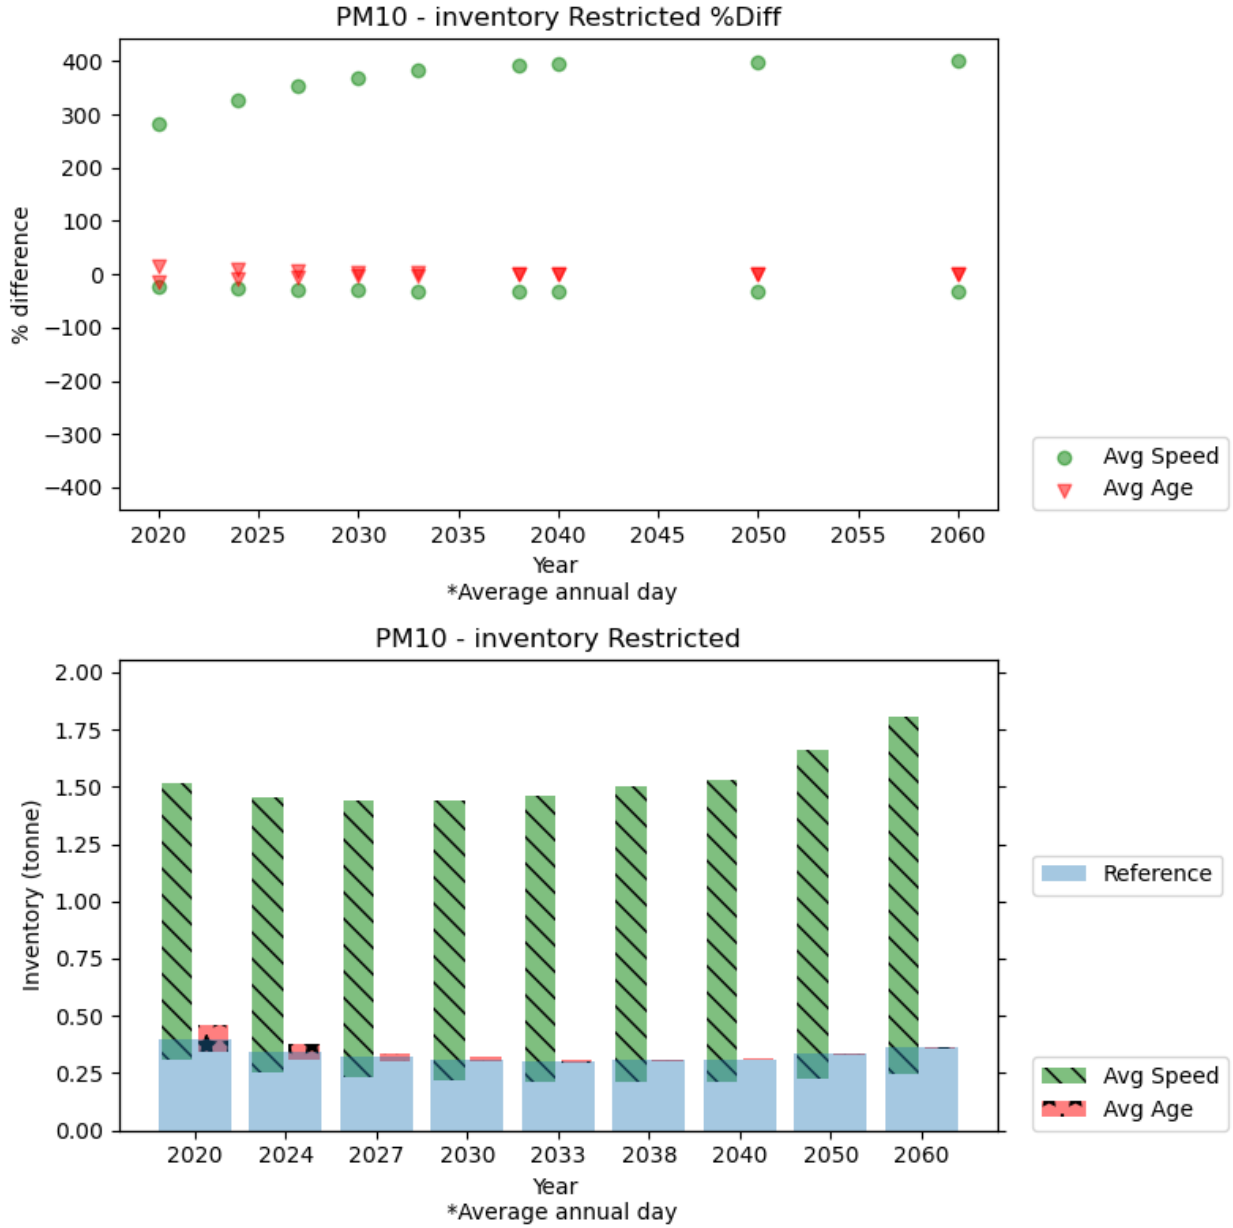 PM10 - inventory Restricted %Diff
400
300
200
100
0
−100
−200
−300
−400
% difference
2020 2025 2030 2035 2040 2045 2050 2055 2060
Year
*Average annual day
Avg Speed
Avg Age
PM10 - inventory Restricted
2.00
1.75
1.50
1.25
1.00
0.75
0.50
0.25
0.00
Inventory (tonne)
2020 2024 2027 2030 2033 2038 2040 2050 2060
Year
*Average annual day
Reference
Avg Speed
Avg Age